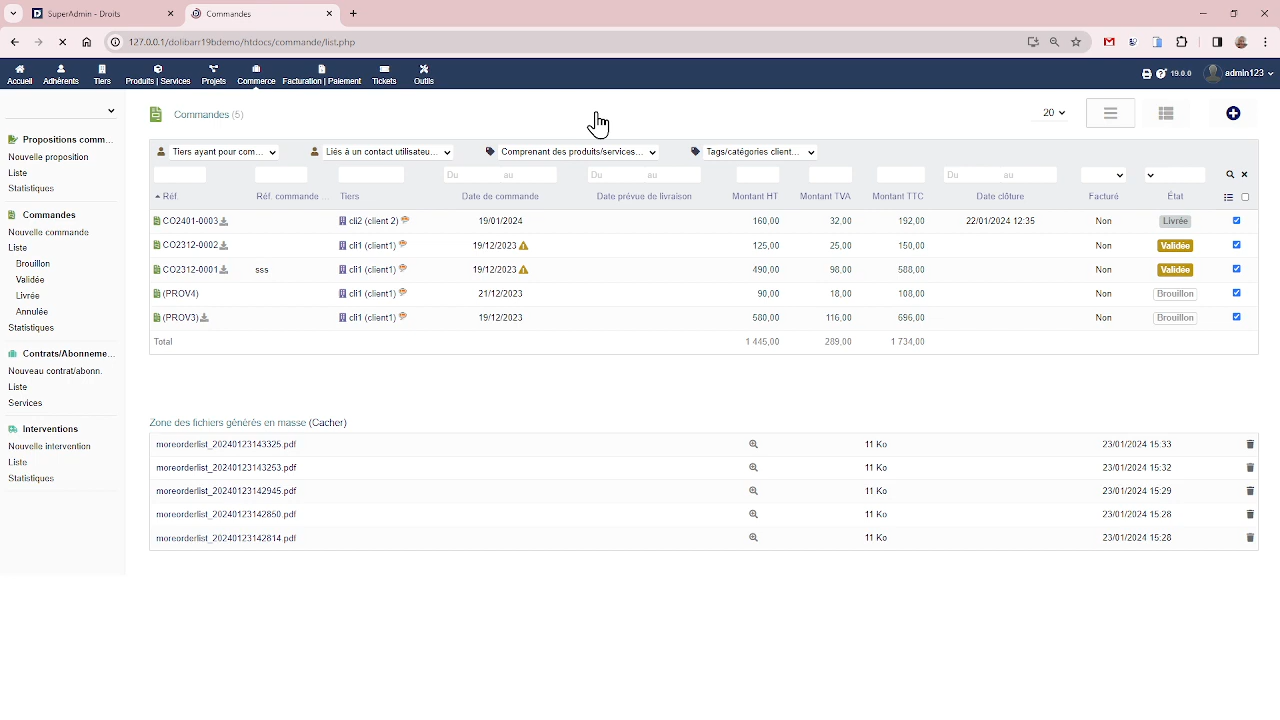 SuperAdmin - Droits
Commandes
127.0.0.1/dolibarr19bdemo/htdocs/commande/list.php
Accueil Adhérents Tiers Produits | Services Projets Commerce Facturation | Paiement Tickets Outils 19.0.0 admin123
Propositions comm...
Nouvelle proposition
Liste
Statistiques
Commandes
Nouvelle commande
Liste
Brouillon
Validée
Livrée
Annulée
Statistiques
Contrats/Abonneme...
Nouveau contrat/abonn.
Liste
Services
Interventions
Nouvelle intervention
Liste
Statistiques
Commandes (5) 20
Tiers ayant pour com... Liés à un contact utilisateu... Comprenant des produits/services... Tags/catégories client...
Du au Du au Du au
Réf. Réf. commande ... Tiers Date de commande Date prévue de livraison Montant HT Montant TVA Montant TTC Date clôture Facturé État
CO2401-0003 cli2 (client 2) 19/01/2024 160,00 32,00 192,00 22/01/2024 12:35 Non Livrée
CO2312-0002 cli1 (client1) 19/12/2023 125,00 25,00 150,00 Non Validée
CO2312-0001 sss cli1 (client1) 19/12/2023 490,00 98,00 588,00 Non Validée
(PROV4) cli1 (client1) 21/12/2023 90,00 18,00 108,00 Non Brouillon
(PROV3) cli1 (client1) 19/12/2023 580,00 116,00 696,00 Non Brouillon
Total 1 445,00 289,00 1 734,00
Zone des fichiers générés en masse (Cacher)
moreorderlist_20240123143325.pdf 11 Ko 23/01/2024 15:33
moreorderlist_20240123143253.pdf 11 Ko 23/01/2024 15:32
moreorderlist_20240123142945.pdf 11 Ko 23/01/2024 15:29
moreorderlist_20240123142850.pdf 11 Ko 23/01/2024 15:28
moreorderlist_20240123142814.pdf 11 Ko 23/01/2024 15:28